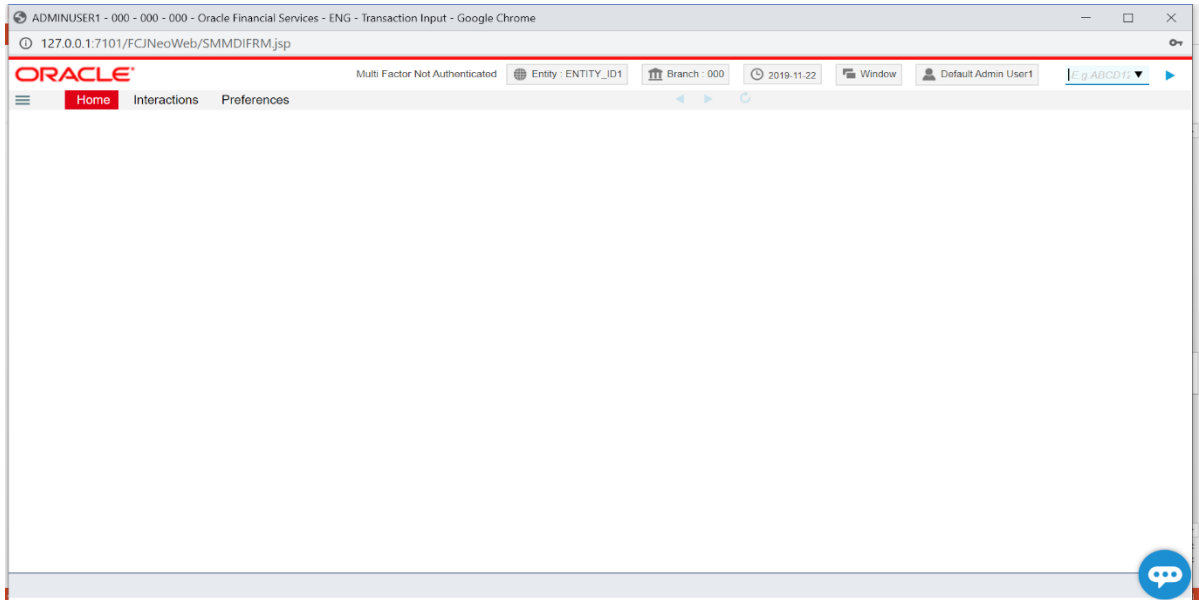 ADMINUSER1 - 000 - 000 - 000 - Oracle Financial Services - ENG - Transaction Input - Google Chrome
127.0.0.1:7101/FCJNeoWeb/SMMDIFRM.jsp
ORACLE Multi Factor Not Authenticated Entity : ENTITY_ID1 Branch : 000 2019-11-22 Window Default Admin User1 E.g.ABCD12
Home Interactions Preferences